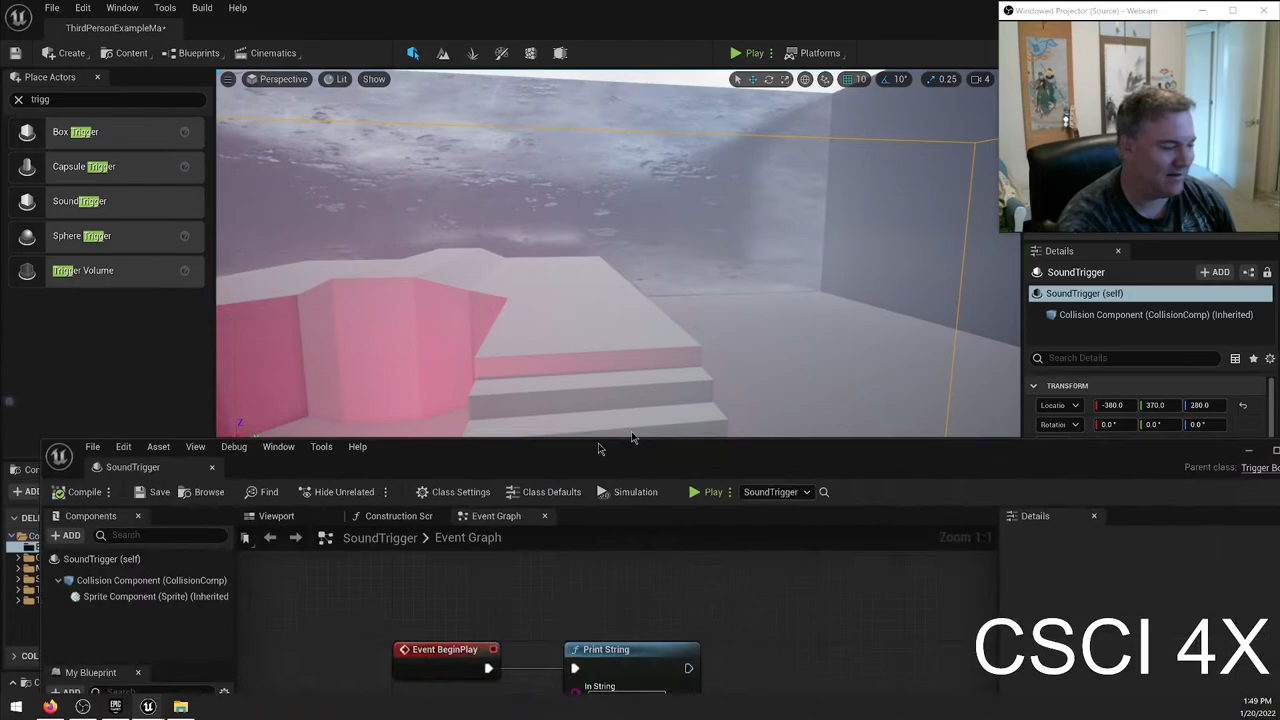 File Edit Window Tools Build Help
ThirdPersonExampleMa•
Create Content Blueprints Cinematics Play Platforms
Windowed Projector (Source) - Webcam
Place Actors
trigg
Box Trigger
Capsule Trigger
SoundTrigger
Sphere Trigger
Trigger Volume
Perspective Lit Show
10 10° 0.25 4
Details
SoundTrigger ADD
SoundTrigger (self)
Collision Component (CollisionComp) (Inherited)
Search Details
TRANSFORM
Locatio -380.0 370.0 280.0
Rotatio 0.0° 0.0° 0.0°
Z
File Edit Asset View Debug Window Tools Help
SoundTrigger
Parent class: Trigger Bo
Compile Save Browse Find Hide Unrelated Class Settings Class Defaults Simulation Play SoundTrigger
Components
ADD Search
SoundTrigger (self)
Collision Component (CollisionComp)
Sprite Component (Sprite) (Inherited
My Blueprint
ADD Search
Viewport Construction Scr Event Graph
SoundTrigger > Event Graph Zoom 1:1
Event BeginPlay
Print String
In String
Details
CSCI 4X
1:49 PM
1/20/2022